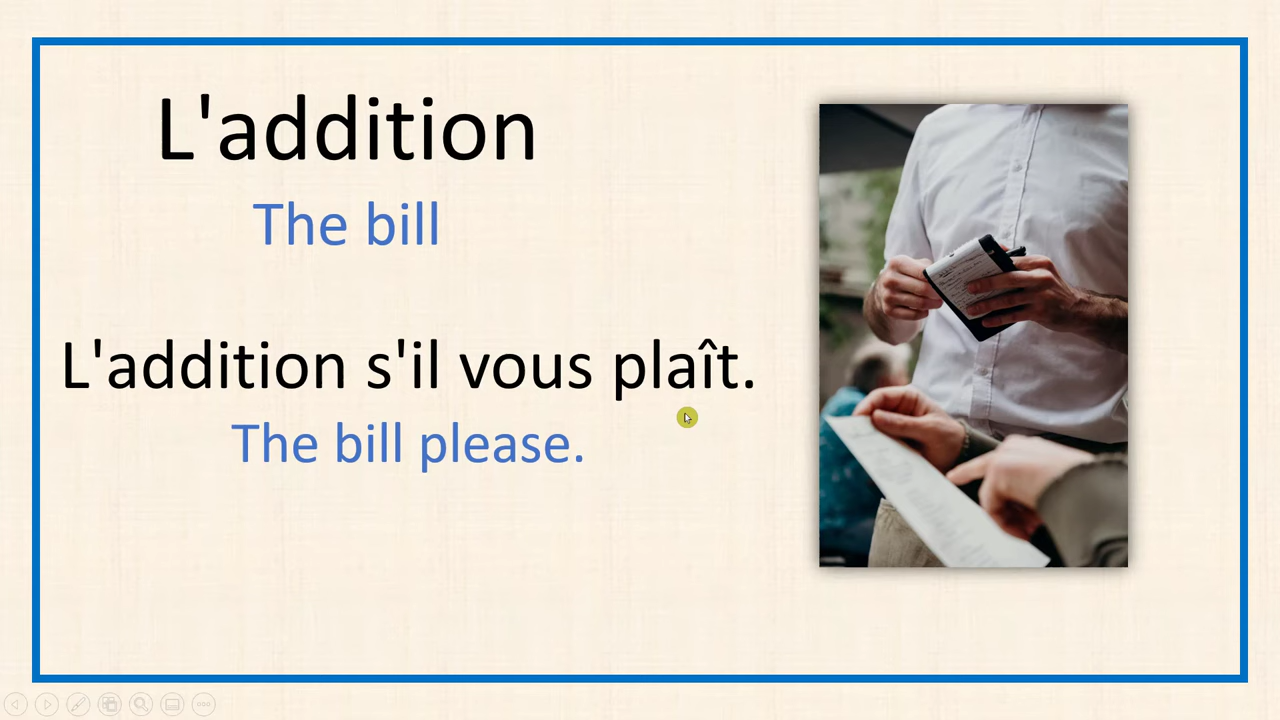 L'addition
The bill
L'addition s'il vous plaît.
The bill please.